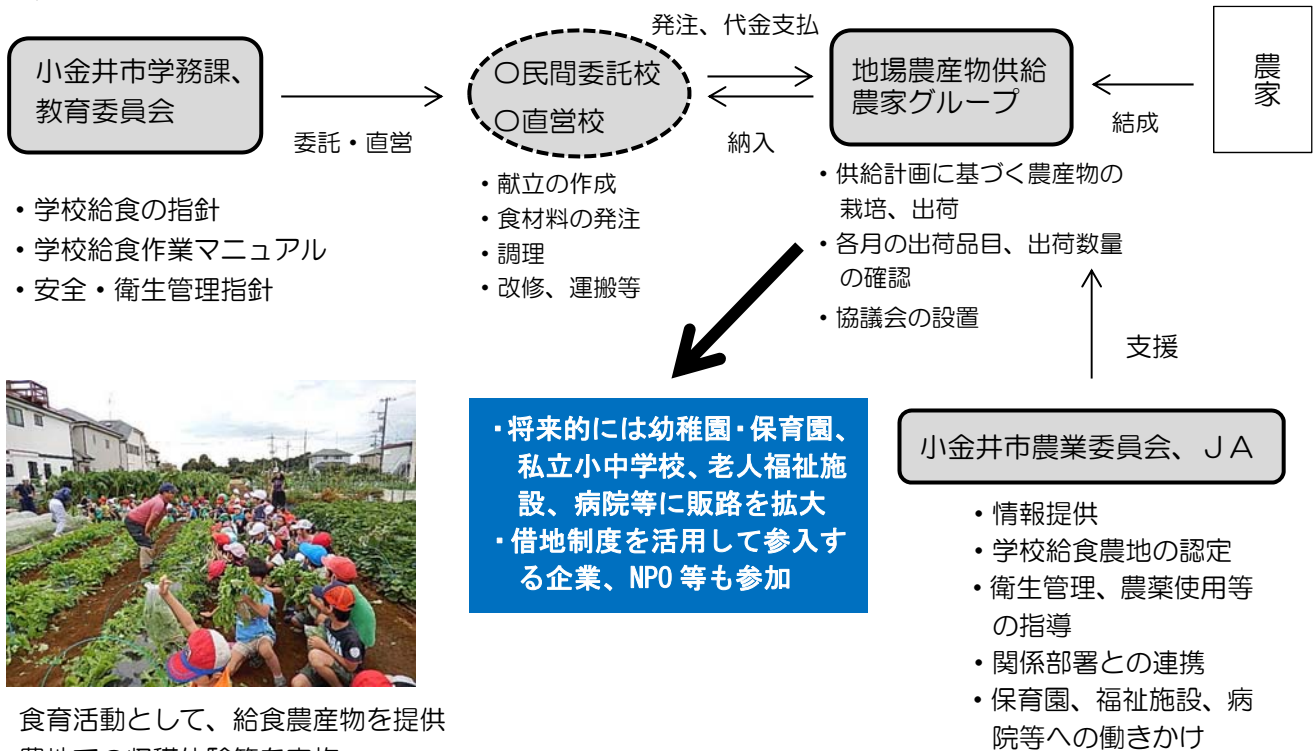 発注、代金支払
小金井市学務課、
教育委員会
委託・直営
〇民間委託校
〇直営校
納入
地場農産物供給
農家グループ
結成
農家
・学校給食の指針
・学校給食作業マニュアル
・安全・衛生管理指針
・献立の作成
・食材料の発注
・調理
・改修、運搬等
・供給計画に基づく農産物の
栽培、出荷
・各月の出荷品目、出荷数量
の確認
・協議会の設置
支援
・将来的には幼稚園・保育園、
私立小中学校、老人福祉施
設、病院等に販路を拡大
・借地制度を活用して参入す
る企業、NPO 等も参加
小金井市農業委員会、ＪＡ
・情報提供
・学校給食農地の認定
・衛生管理、農薬使用等
の指導
・関係部署との連携
・保育園、福祉施設、病
院等への働きかけ
食育活動として、給食農産物を提供